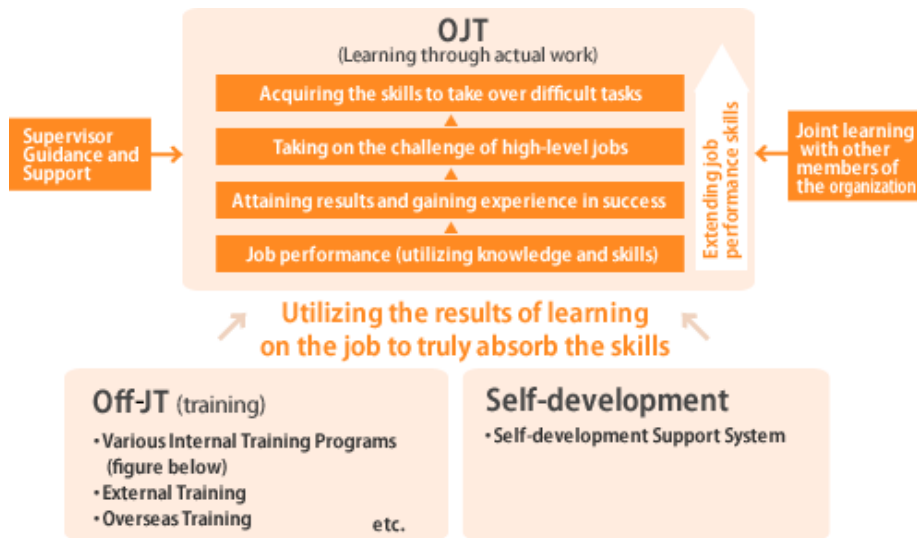 OJT
(Learning through actual work)
Acquiring the skills to take over difficult tasks
Taking on the challenge of high-level jobs
Attaining results and gaining experience in success
Job performance (utilizing knowledge and skills)
Extending job
performance skills
Supervisor
Guidance and
Support
Joint learning
with other
members of
the organization
Utilizing the results of learning
on the job to truly absorb the skills
Off-JT (training)
・Various Internal Training Programs
(figure below)
・External Training
・Overseas Training
etc.
Self-development
・Self-development Support System